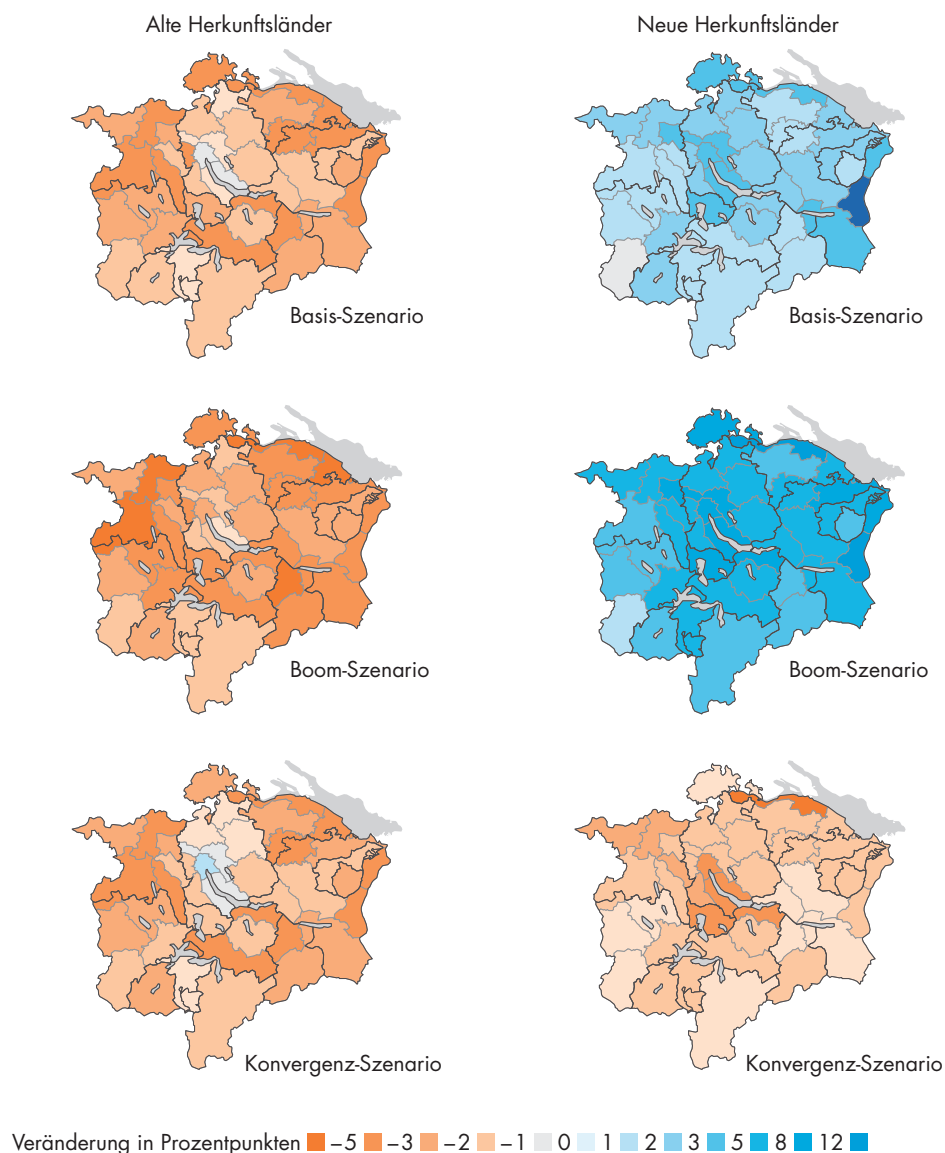 Alte Herkunftsländer
Neue Herkunftsländer
Basis-Szenario
Basis-Szenario
Boom-Szenario
Boom-Szenario
Konvergenz-Szenario
Konvergenz-Szenario
Veränderung in Prozentpunkten −5 −3 −2 −1 0 1 2 3 5 8 12